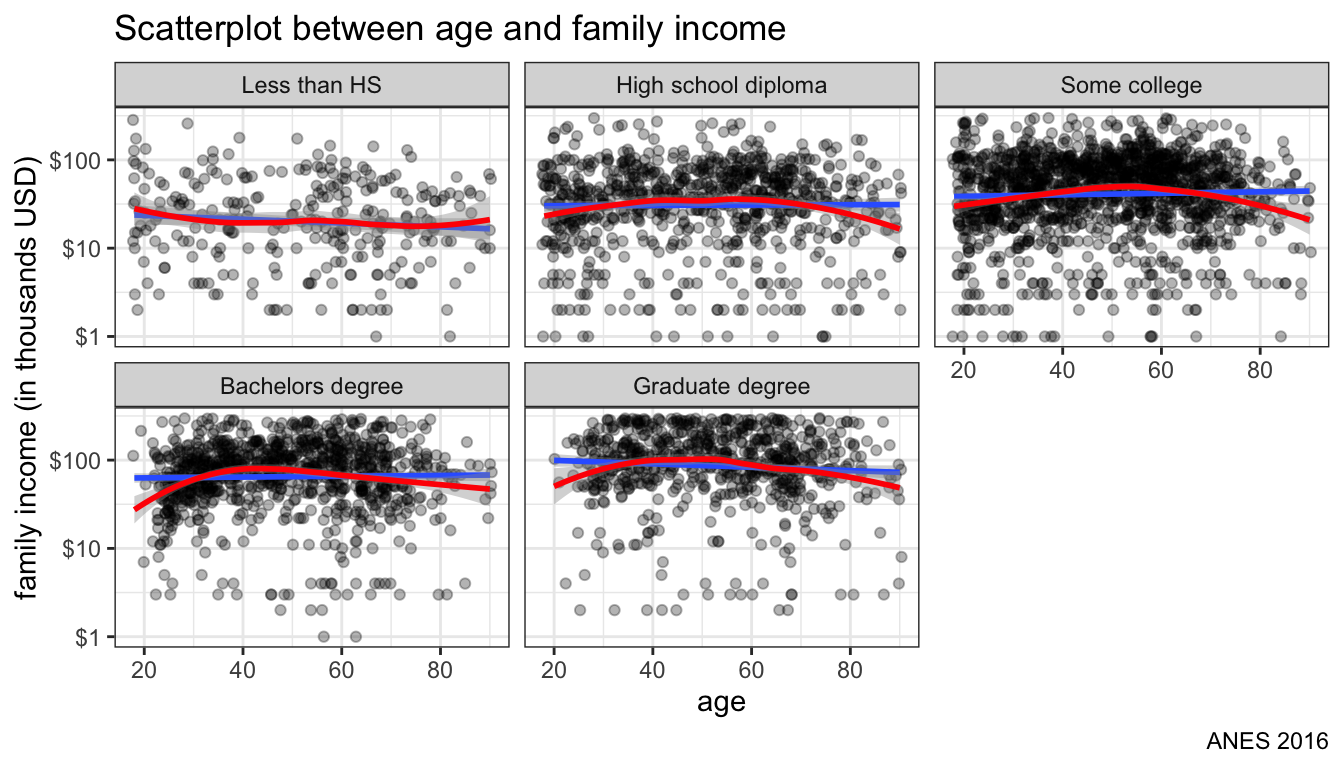 Scatterplot between age and family income
Less than HS
High school diploma
Some college
family income (in thousands USD)
$100
$10
$1
20 40 60 80
Bachelors degree
Graduate degree
$100
$10
$1
20 40 60 80
20 40 60 80
age
ANES 2016